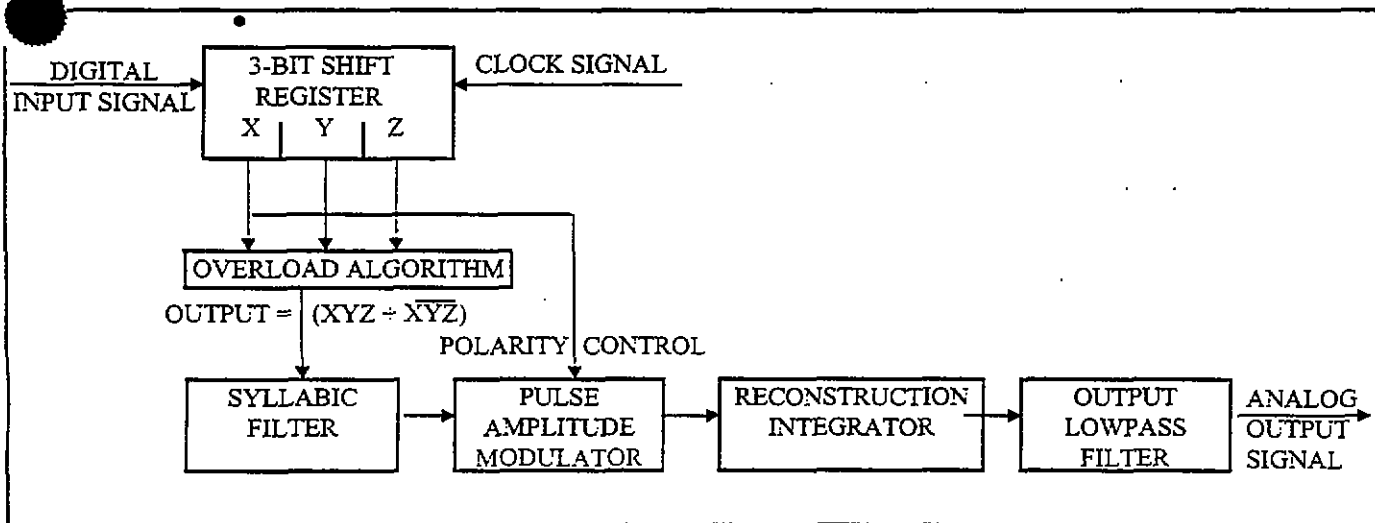 DIGITAL
INPUT SIGNAL
3-BIT SHIFT
REGISTER
X Y Z
CLOCK SIGNAL
OVERLOAD ALGORITHM
OUTPUT = (XYZ + X̅Y̅Z̅)
POLARITY CONTROL
SYLLABIC
FILTER
PULSE
AMPLITUDE
MODULATOR
RECONSTRUCTION
INTEGRATOR
OUTPUT
LOWPASS
FILTER
ANALOG
OUTPUT
SIGNAL